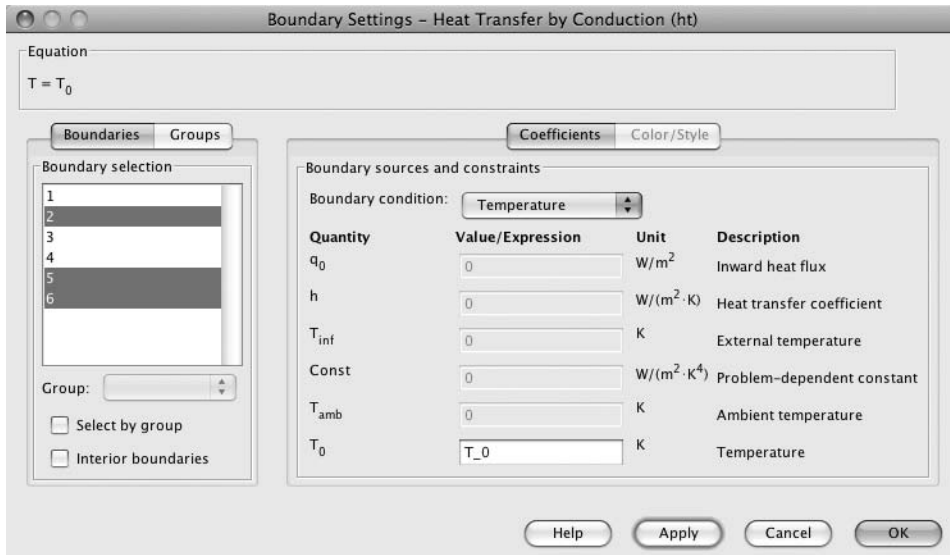 Boundary Settings – Heat Transfer by Conduction (ht)
Equation
T = T₀
Boundaries Groups
Boundary selection
1
2
3
4
5
6
Group:
Select by group
Interior boundaries
Coefficients Color/Style
Boundary sources and constraints
Boundary condition: Temperature
Quantity Value/Expression Unit Description
q₀ 0 W/m² Inward heat flux
h 0 W/(m²·K) Heat transfer coefficient
T_inf 0 K External temperature
Const 0 W/(m²·K⁴) Problem-dependent constant
T_amb 0 K Ambient temperature
T₀ T_0 K Temperature
Help Apply Cancel OK